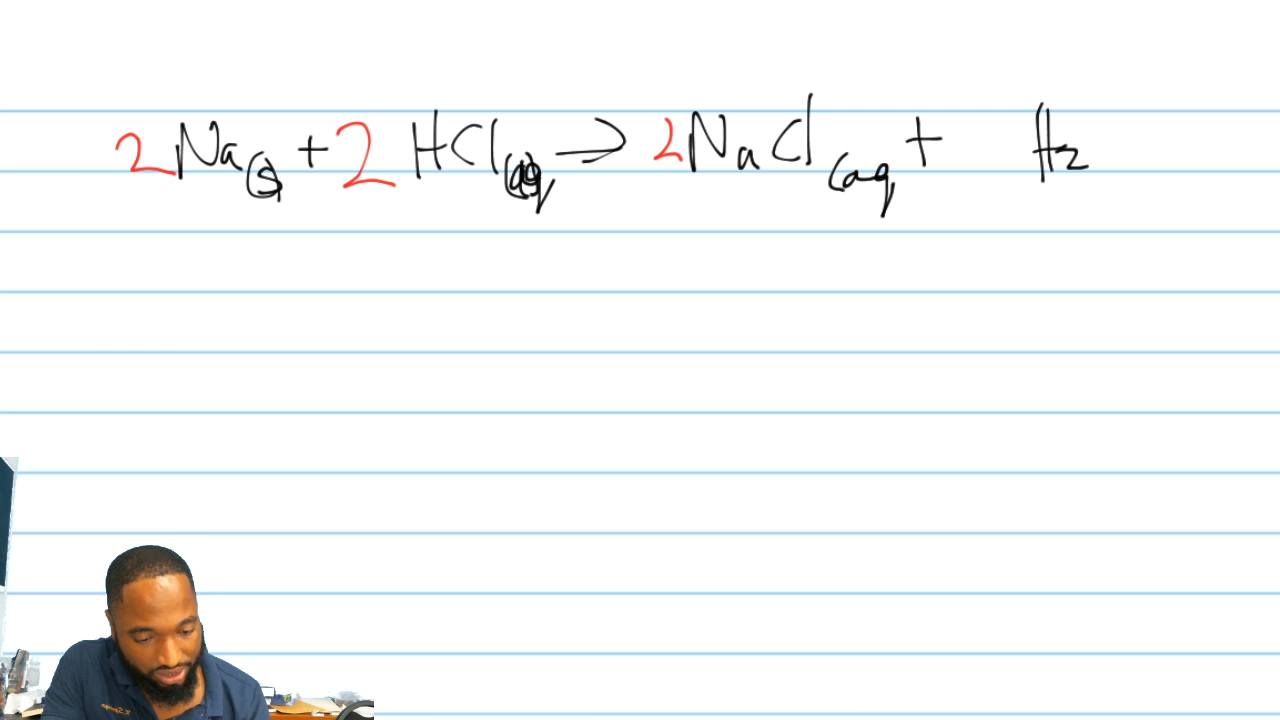 2Na(s) + 2 HCl(aq → 2NaCl(aq + H2